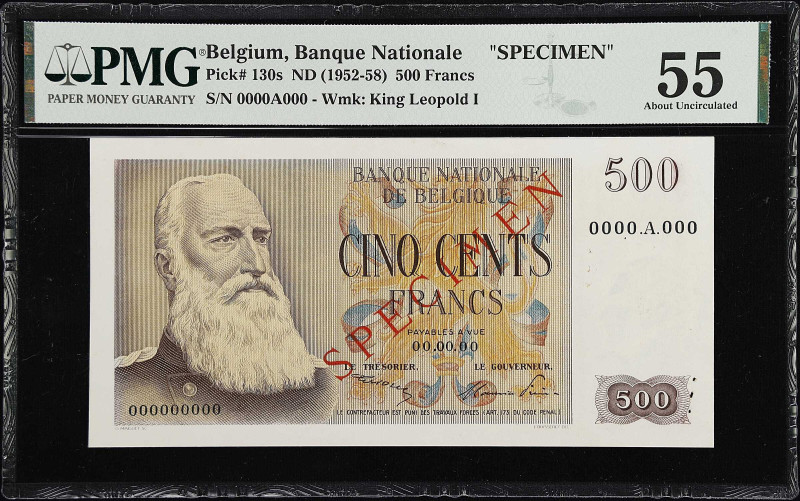 PMG®
PAPER MONEY GUARANTY
Belgium, Banque Nationale "SPECIMEN"
Pick# 130s ND (1952-58) 500 Francs
S/N 0000A000 - Wmk: King Leopold I
55
About Uncirculated
BANQUE NATIONALE
DE BELGIQUE
500
0000.A.000
CINQ CENTS
FRANCS
PAYABLES A VUE
00.00.00
LE TRÉSORIER. LE GOUVERNEUR.
SPECIMEN
000000000
LE CONTREFACTEUR EST PUNI DES TRAVAUX FORCÉS (ART. 173 DU CODE PENAL)
500